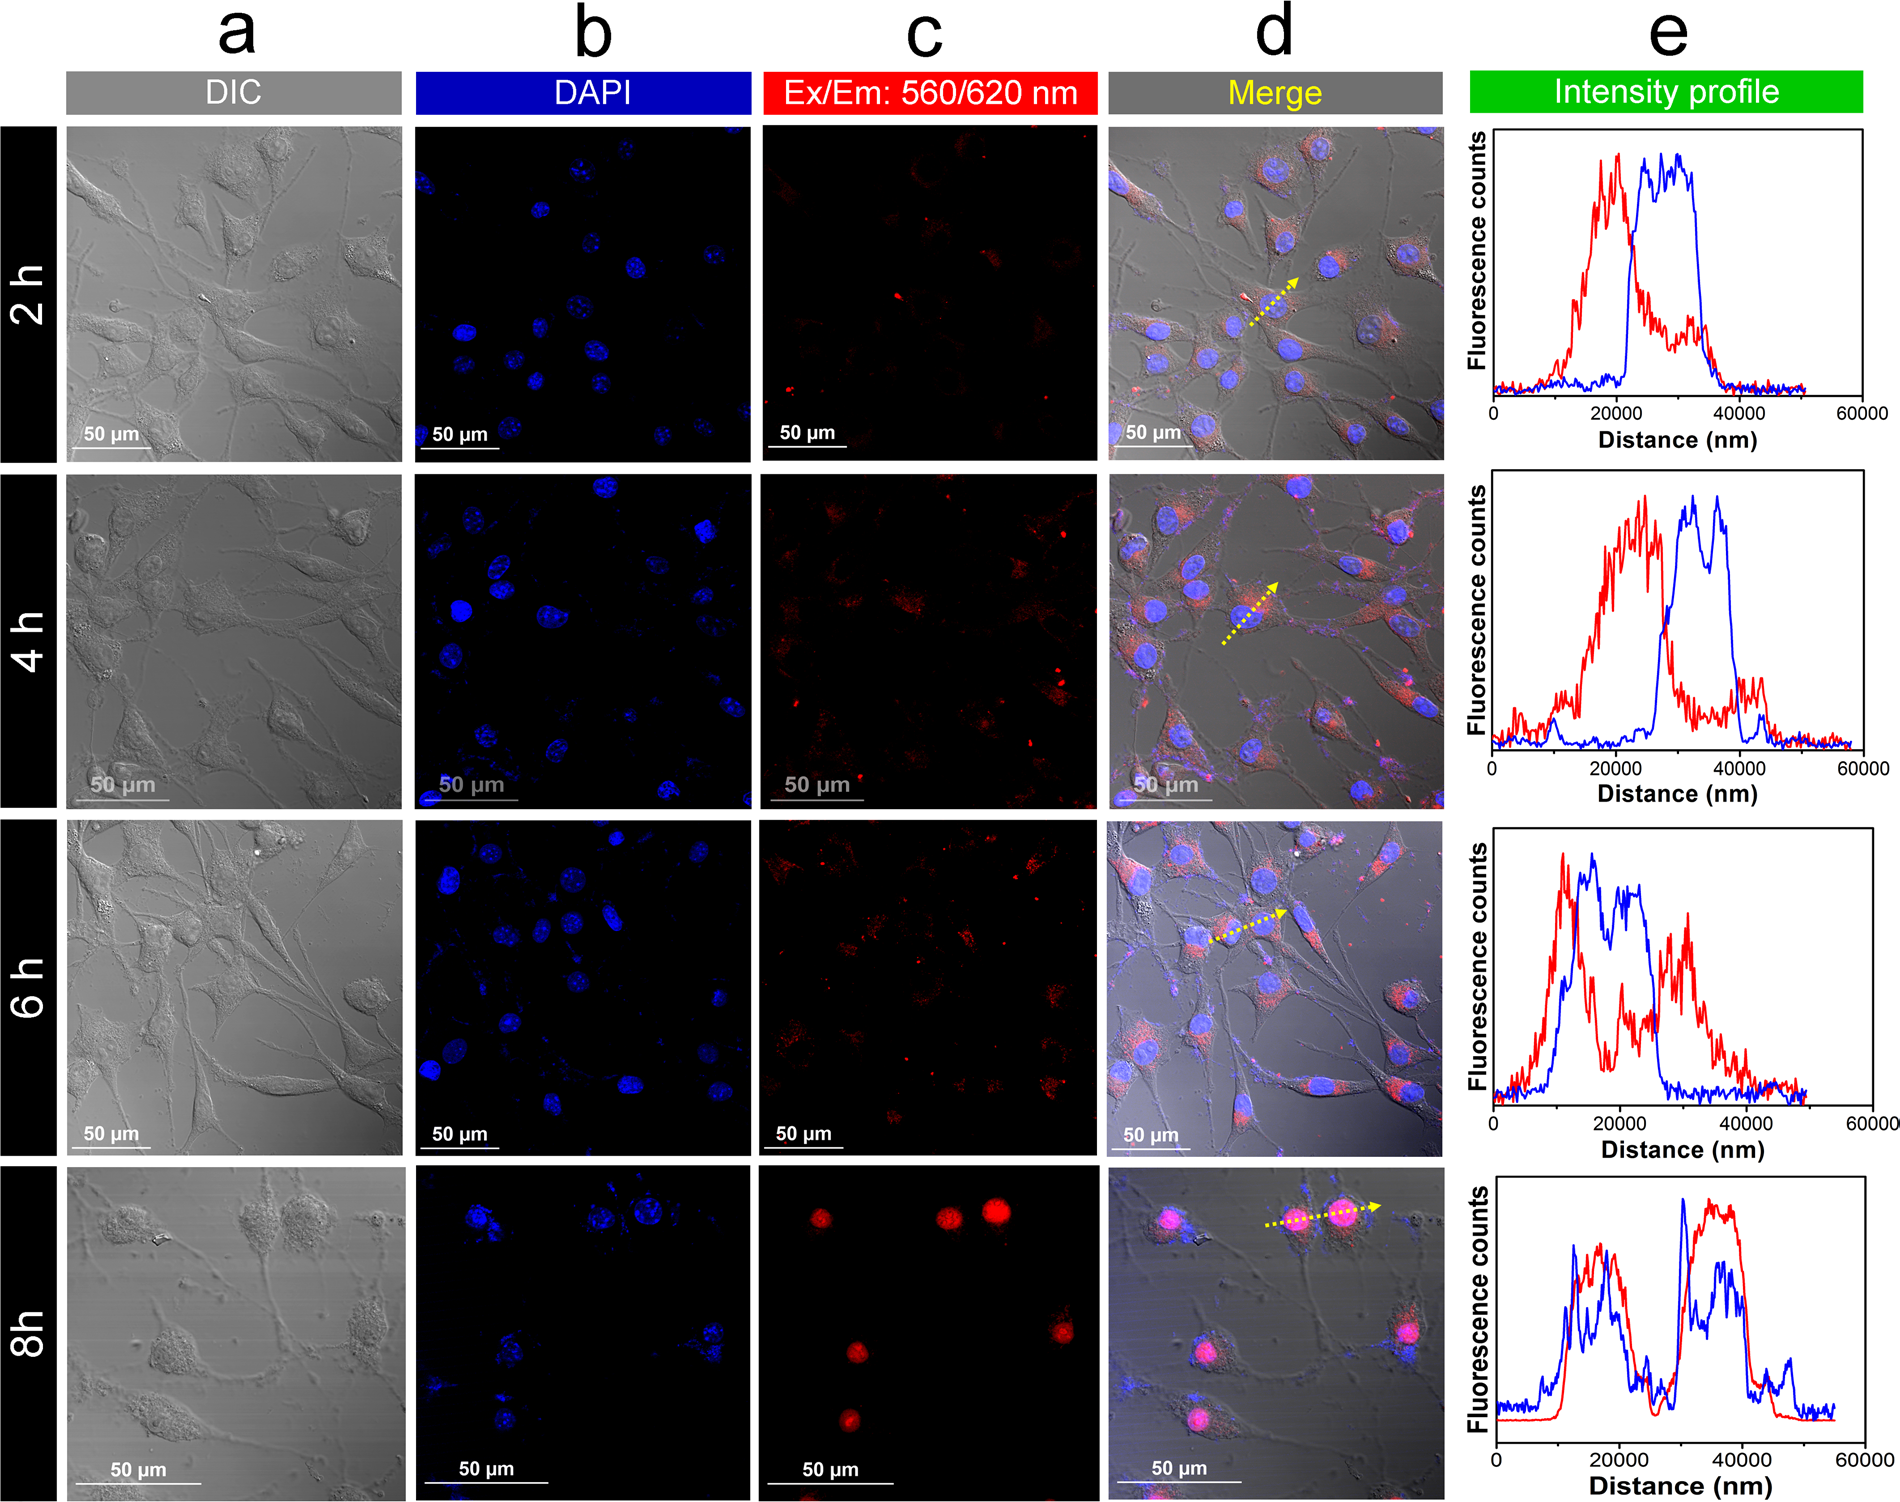 a b c d e
DIC DAPI Ex/Em: 560/620 nm Merge Intensity profile
2 h
50 µm 50 µm 50 µm 50 µm
Fluorescence counts
0 20000 40000 60000
Distance (nm)
4 h
50 µm 50 µm 50 µm 50 µm
Fluorescence counts
0 20000 40000 60000
Distance (nm)
6 h
50 µm 50 µm 50 µm 50 µm
Fluorescence counts
0 20000 40000 60000
Distance (nm)
8h
50 µm 50 µm 50 µm 50 µm
Fluorescence counts
0 20000 40000 60000
Distance (nm)